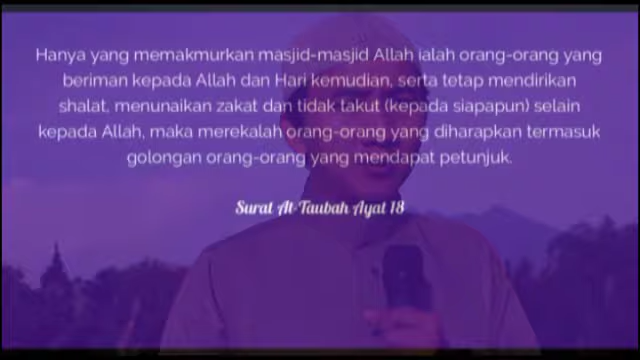 Hanya yang memakmurkan masjid-masjid Allah ialah orang-orang yang
beriman kepada Allah dan Hari kemudian, serta tetap mendirikan
shalat, menunaikan zakat dan tidak takut (kepada siapapun) selain
kepada Allah, maka merekalah orang-orang yang diharapkan termasuk
golongan orang-orang yang mendapat petunjuk.
Surat At-Taubah Ayat 18